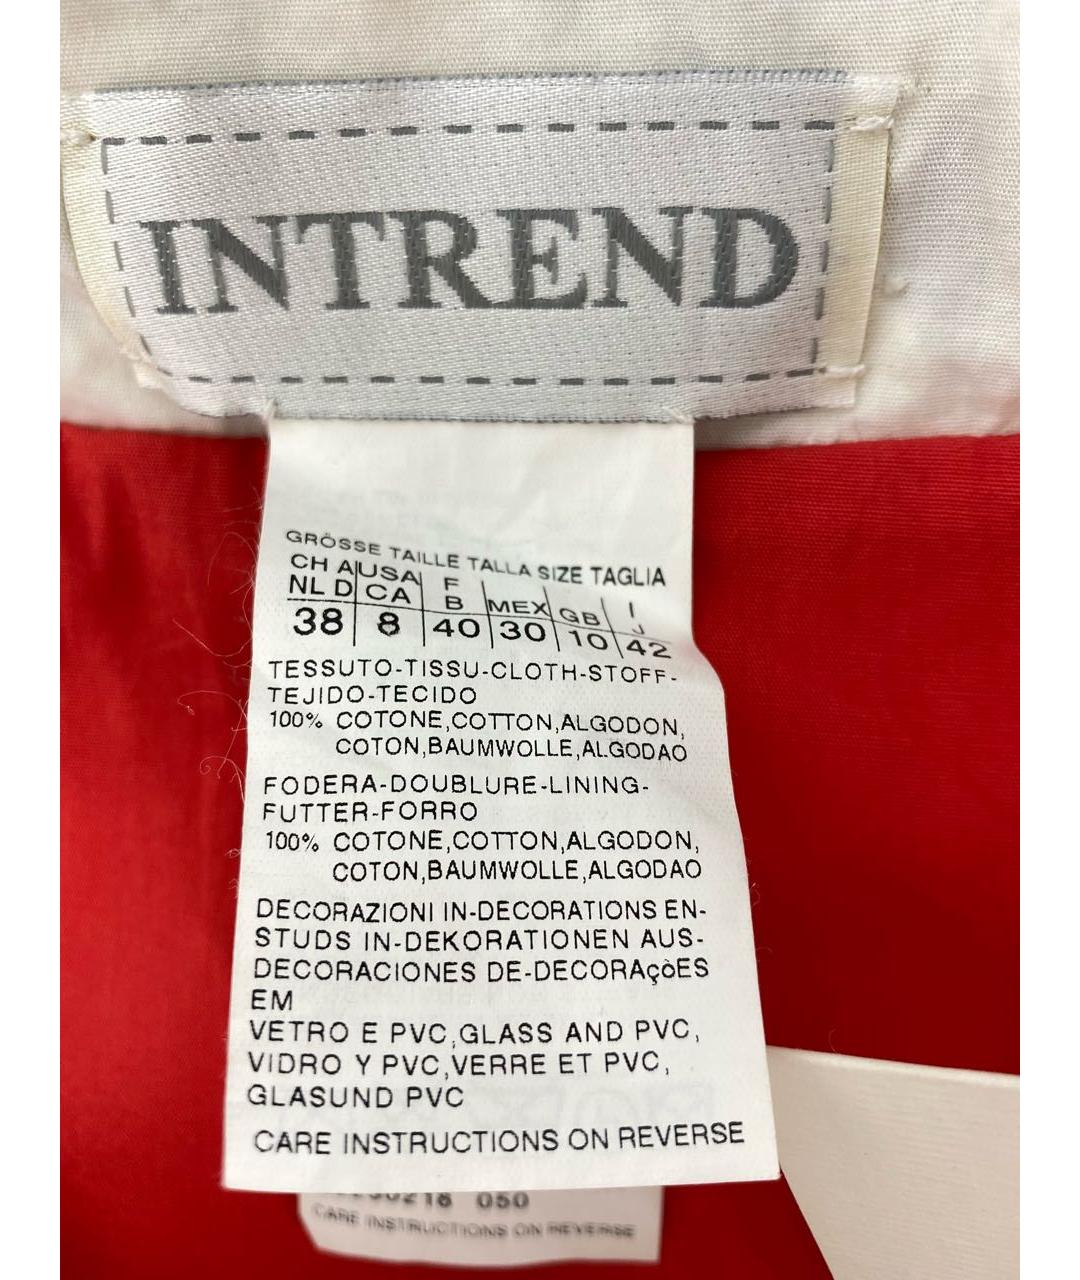 INTREND
GRÖSSE TAILLE TALLA SIZE TAGLIA
CH A USA F MEX GB I
NL D CA B J
38 8 40 30 10 42
TESSUTO-TISSU-CLOTH-STOFF-
TEJIDO-TECIDO
100% COTONE,COTTON,ALGODON,
COTON,BAUMWOLLE,ALGODAO
FODERA-DOUBLURE-LINING-
FUTTER-FORRO
100% COTONE,COTTON,ALGODON,
COTON,BAUMWOLLE,ALGODAO
DECORAZIONI IN-DECORATIONS EN-
STUDS IN-DEKORATIONEN AUS-
DECORACIONES DE-DECORAçòES
EM
VETRO E PVC,GLASS AND PVC,
VIDRO Y PVC,VERRE ET PVC,
GLASUND PVC
CARE INSTRUCTIONS ON REVERSE
050
CARE INSTRUCTIONS ON REVERSE